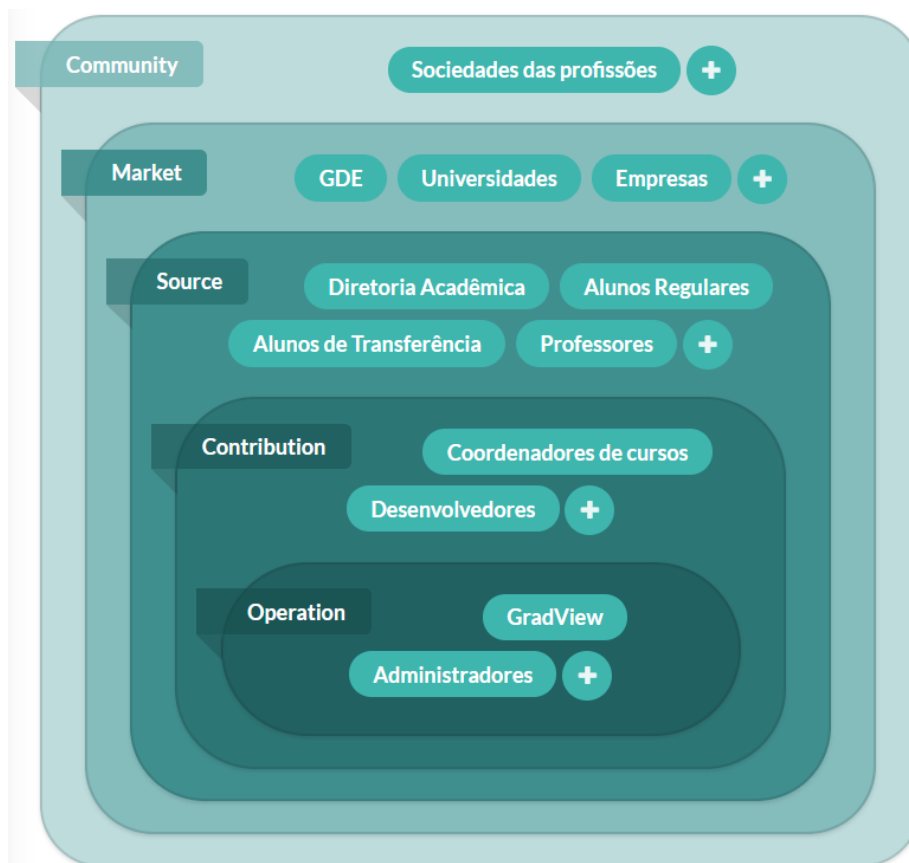 Community
Sociedades das profissões +
Market
GDE Universidades Empresas +
Source
Diretoria Acadêmica Alunos Regulares
Alunos de Transferência Professores +
Contribution
Coordenadores de cursos
Desenvolvedores +
Operation
GradView
Administradores +